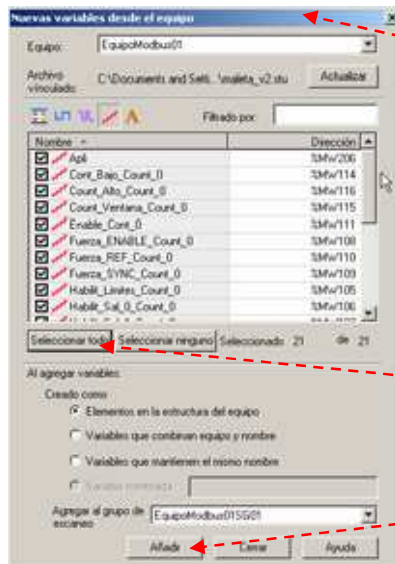 Nuevas variables desde el equipo
Equipo: EquipoModbus01
Archivo vinculado: C:\Documents and Setti...\maleta_v2.stu Actualizar
Filtrado por:
Nombre Dirección
Apli %MW206
Cont_Bajo_Count_0 %MW114
Count_Alto_Count_0 %MW116
Count_Ventana_Count_0 %MW115
Enable_Cont_0 %MW111
Fuerza_ENABLE_Count_0 %MW108
Fuerza_REF_Count_0 %MW110
Fuerza_SYNC_Count_0 %MW109
Habilit_Limites_Count_0 %MW105
Habilit_Sal_0_Count_0 %MW106
Seleccionar todo Seleccionar ninguno Seleccionado 21 de 21
Al agregar variables:
Creado como
Elementos en la estructura del equipo
Variables que combinan equipo y nombre
Variables que mantienen el mismo nombre
Agregar al grupo de escaneo EquipoModbus01SG01
Añadir Cerrar Ayuda